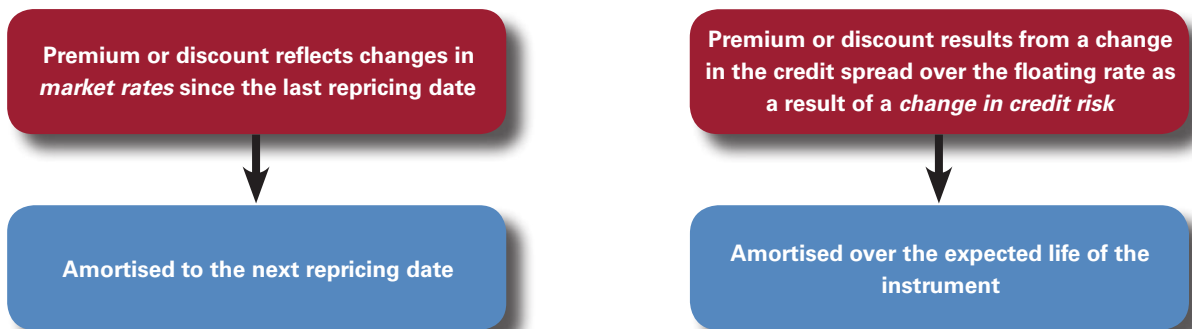 Premium or discount reflects changes in
market rates since the last repricing date
Premium or discount results from a change
in the credit spread over the floating rate as
a result of a change in credit risk
Amortised to the next repricing date
Amortised over the expected life of the
instrument